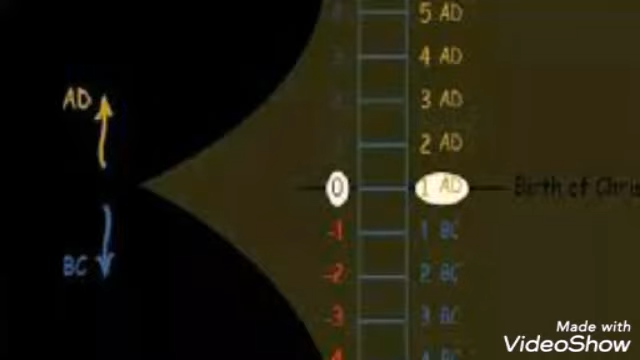 5 AD
4 AD
3 AD
AD
2 AD
0 1 AD Birth of Chris
-1 1 BC
-2 2 BC
BC
-3 3 BC
Made with
VideoShow